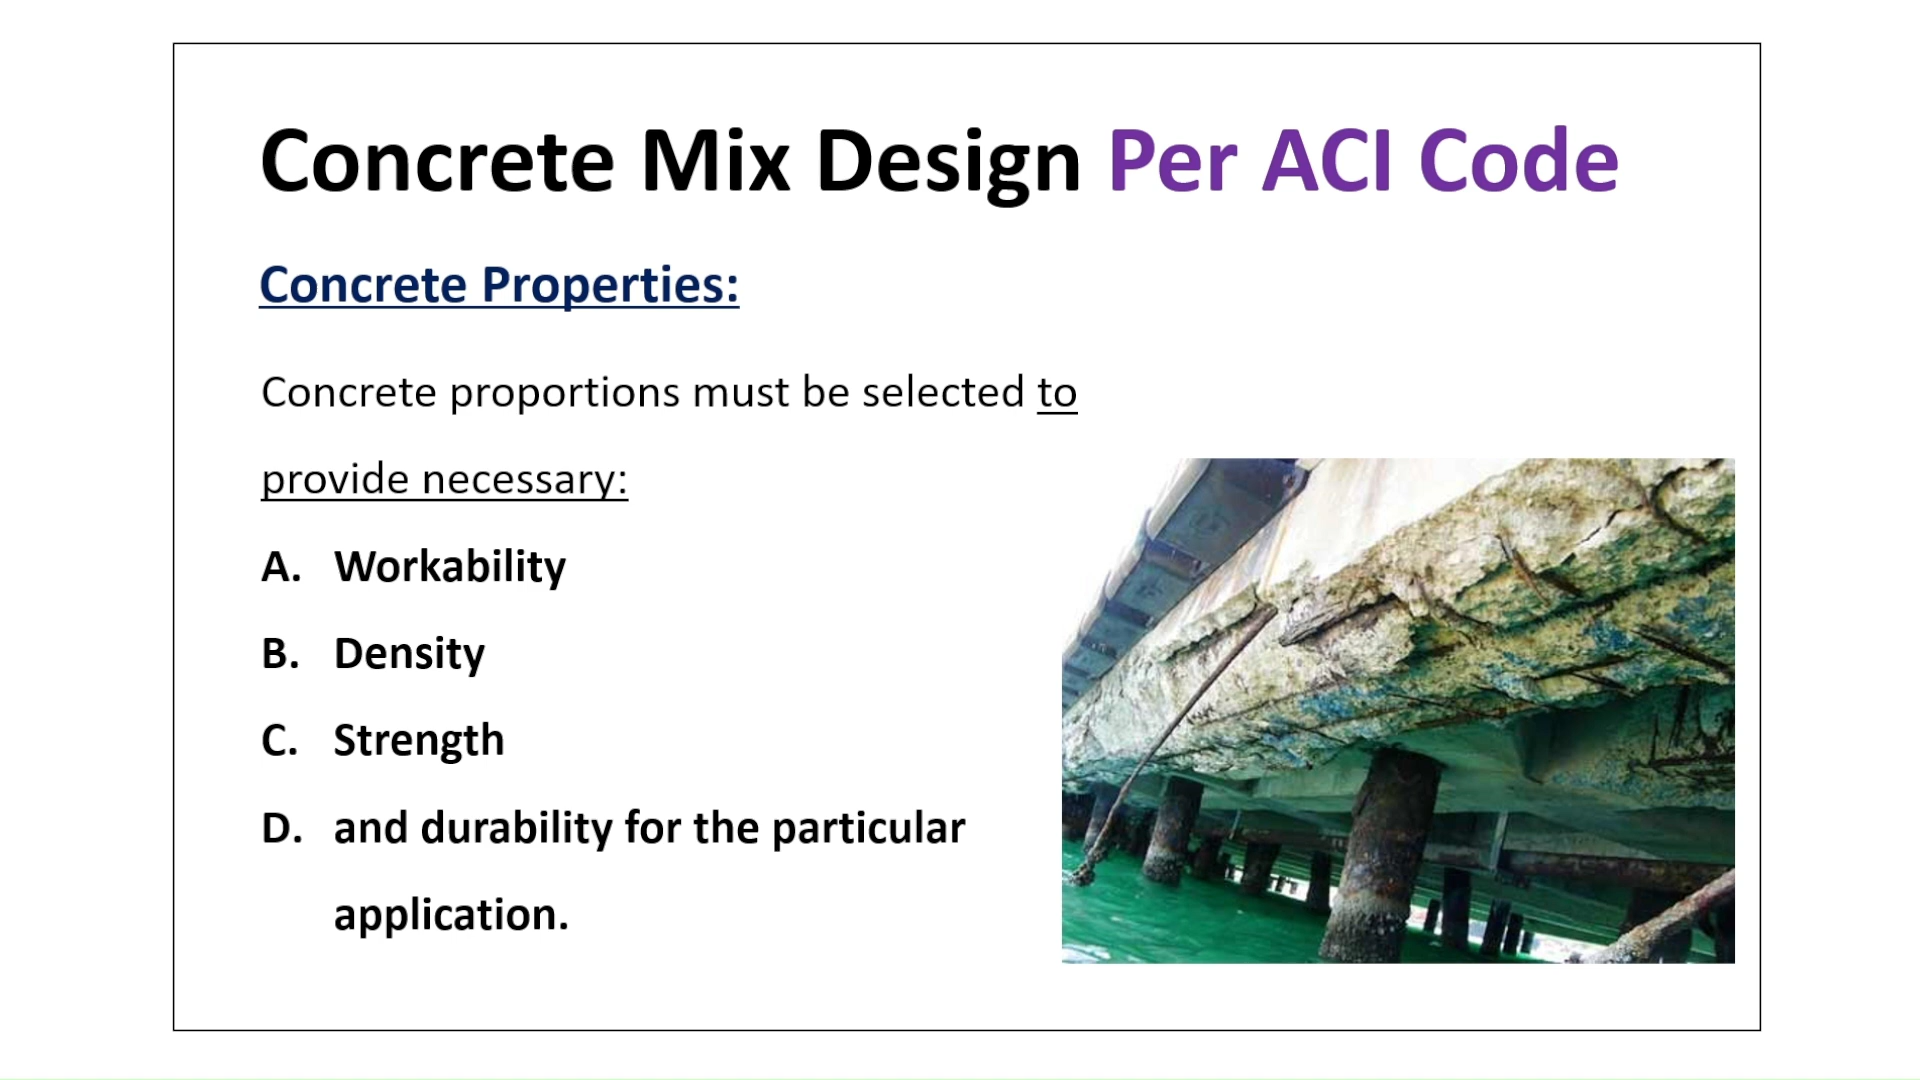 Concrete Mix Design Per ACI Code
Concrete Properties:
Concrete proportions must be selected to
provide necessary:
A. Workability
B. Density
C. Strength
D. and durability for the particular
application.